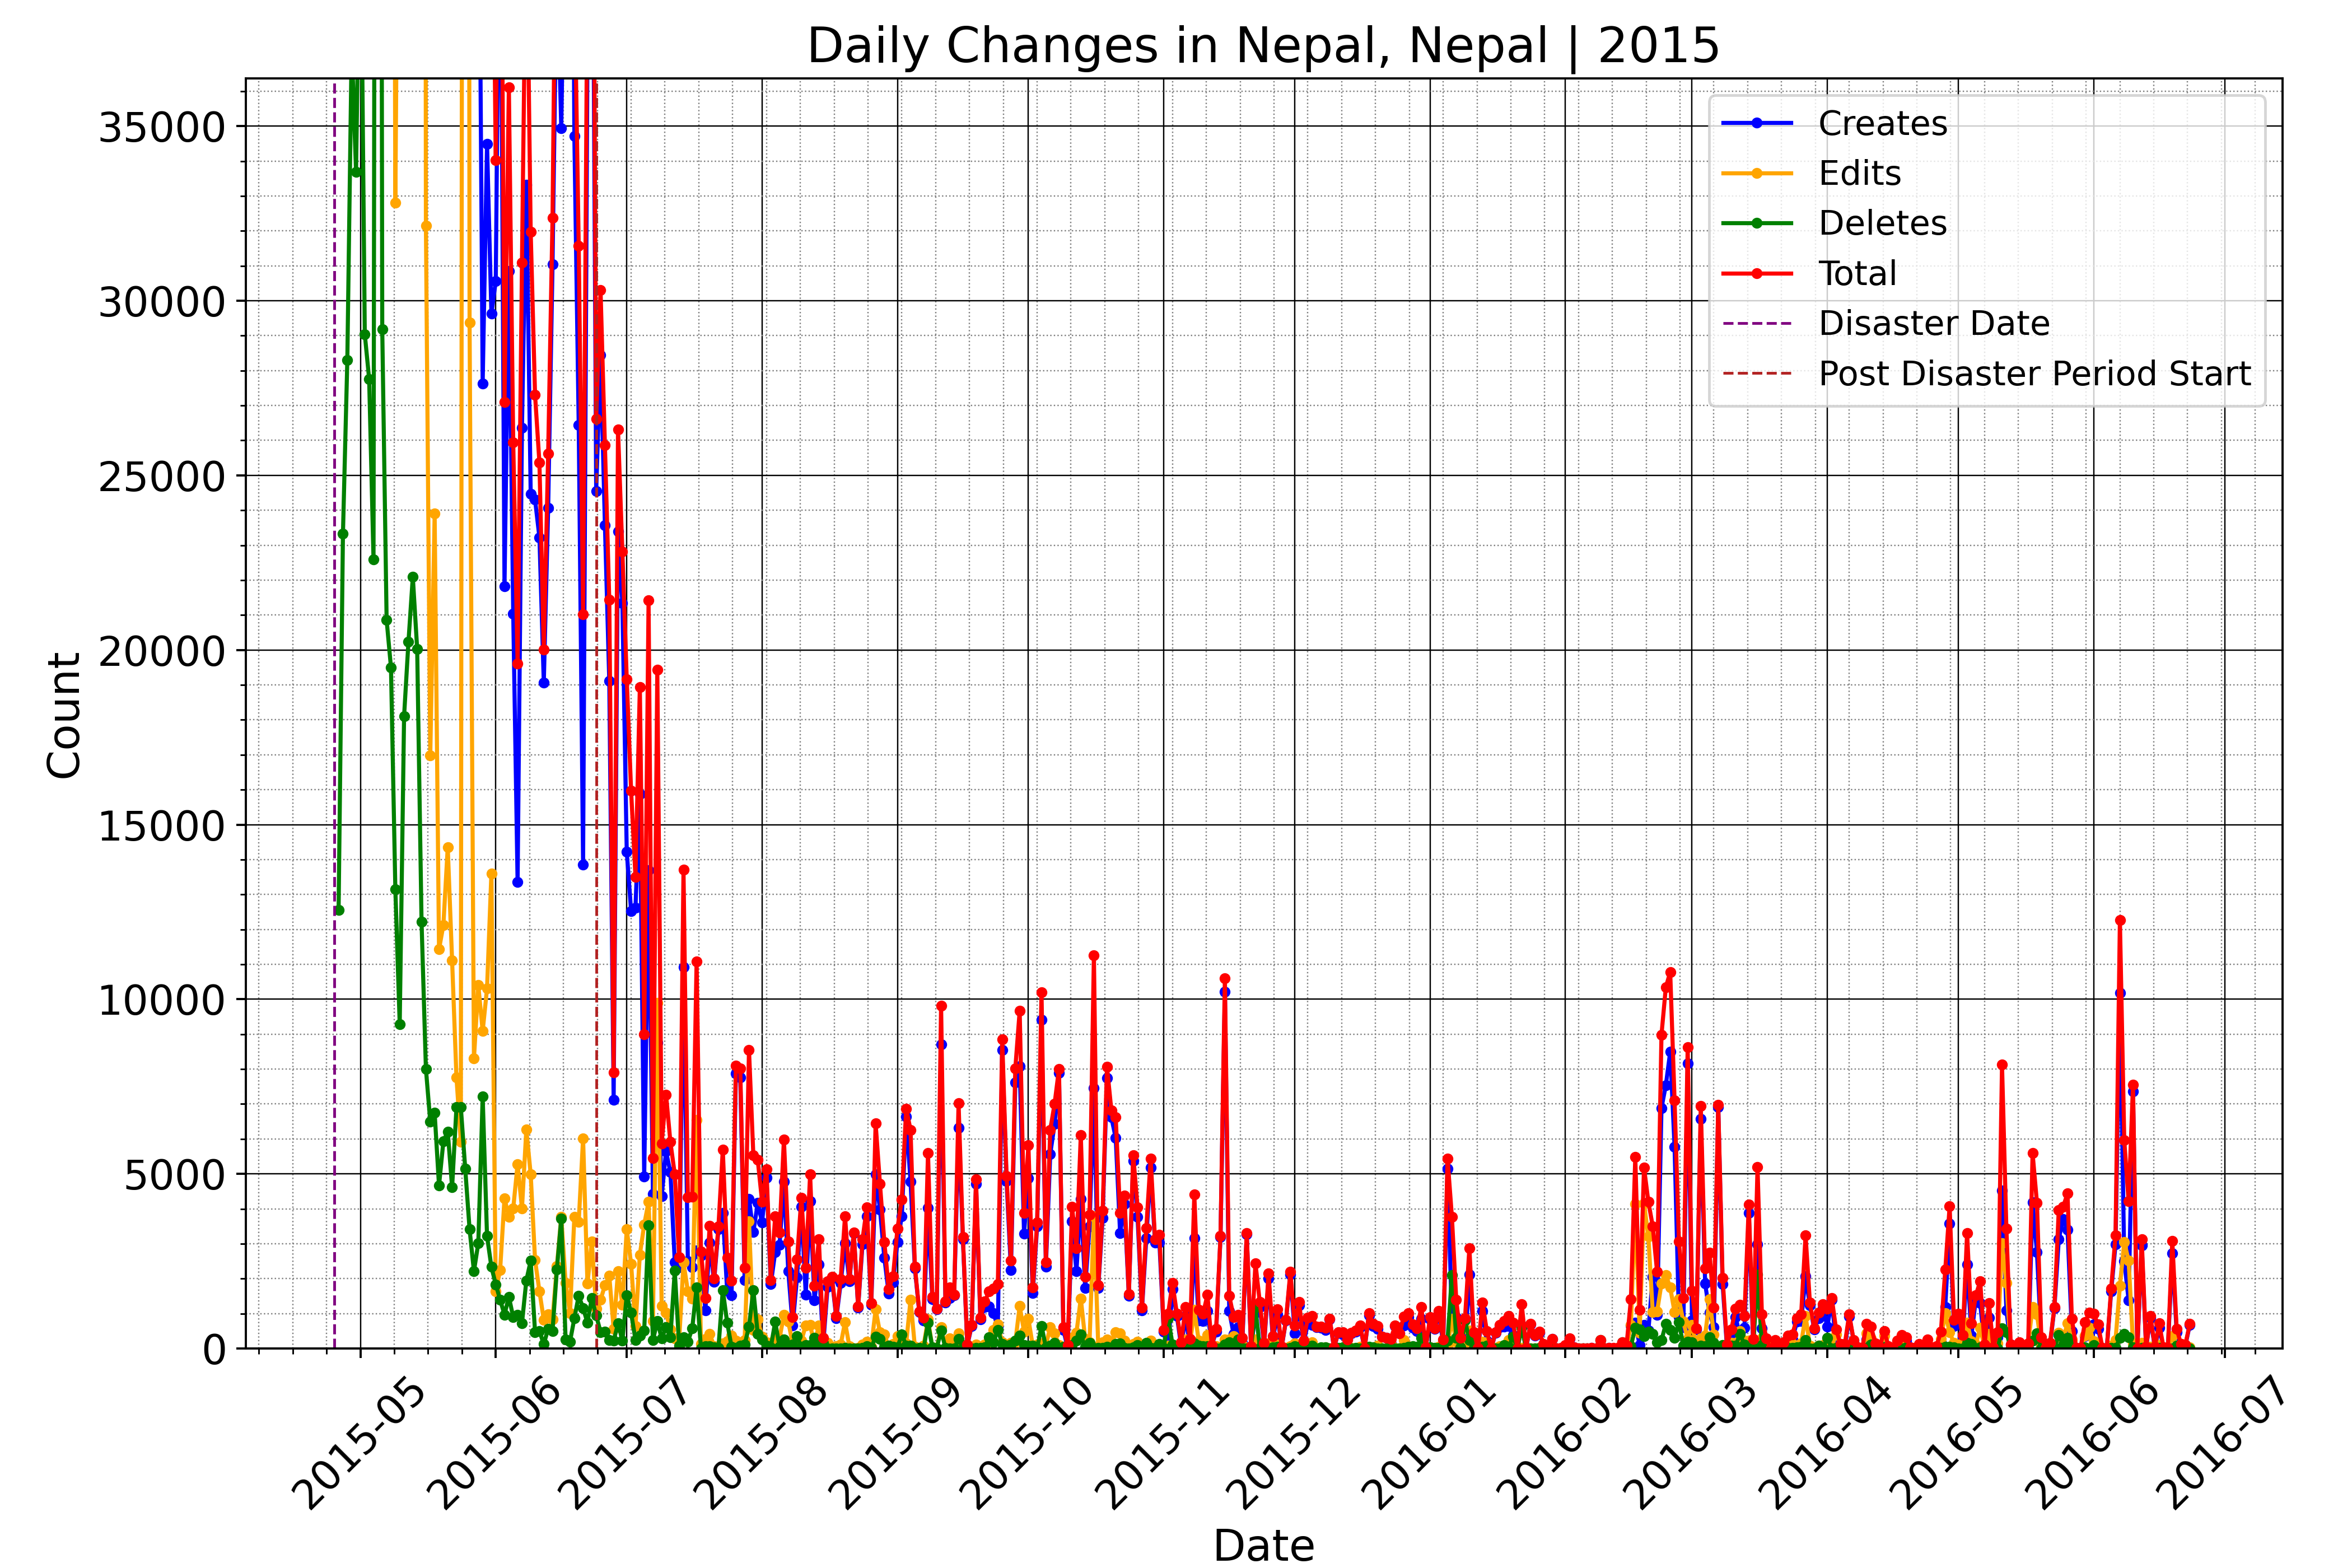 Daily Changes in Nepal, Nepal | 2015
Count
35000
30000
25000
20000
15000
10000
5000
0
Creates
Edits
Deletes
Total
Disaster Date
Post Disaster Period Start
2015-05
2015-06
2015-07
2015-08
2015-09
2015-10
2015-11
2015-12
2016-01
2016-02
2016-03
2016-04
2016-05
2016-06
2016-07
Date